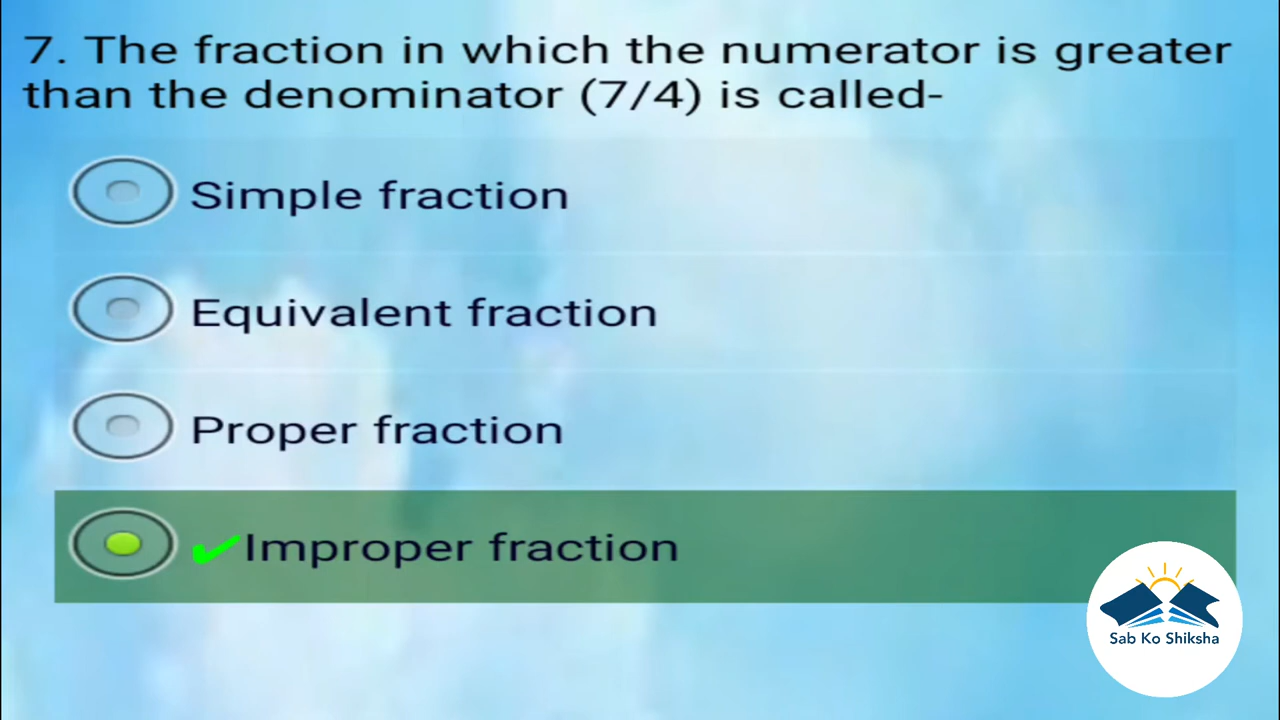 7. The fraction in which the numerator is greater
than the denominator (7/4) is called-
Simple fraction
Equivalent fraction
Proper fraction
✔Improper fraction
Sab Ko Shiksha